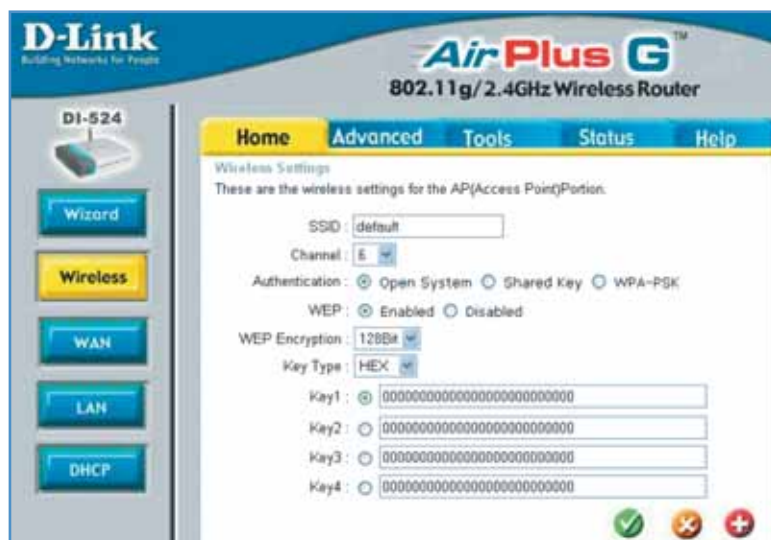 D-Link
Building Networks for People
AirPlus G™
802.11g/2.4GHz Wireless Router
DI-524
Wizard
Wireless
WAN
LAN
DHCP
Home Advanced Tools Status Help
Wireless Settings
These are the wireless settings for the AP(Access Point)Portion.
SSID : default
Channel : 6
Authentication : Open System Shared Key WPA-PSK
WEP : Enabled Disabled
WEP Encryption : 128Bit
Key Type : HEX
Key1 : 00000000000000000000000000
Key2 : 00000000000000000000000000
Key3 : 00000000000000000000000000
Key4 : 00000000000000000000000000